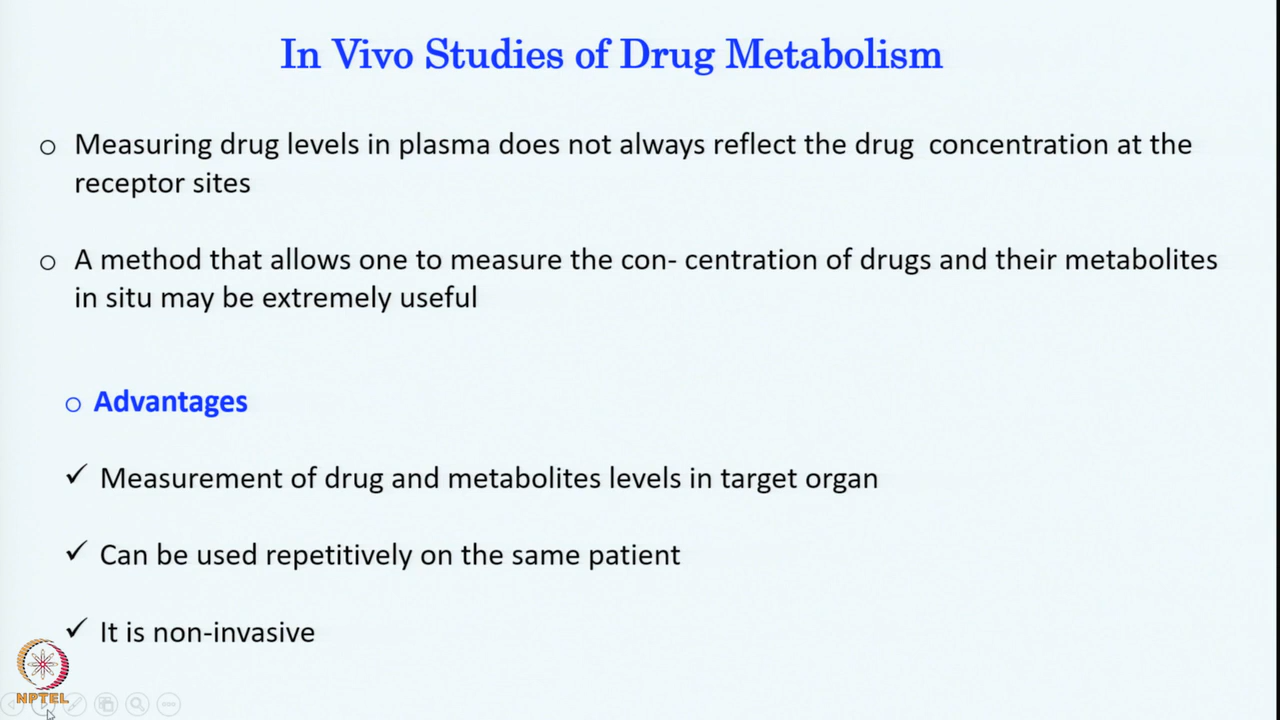 In Vivo Studies of Drug Metabolism
Measuring drug levels in plasma does not always reflect the drug concentration at the
receptor sites
A method that allows one to measure the con- centration of drugs and their metabolites
in situ may be extremely useful
Advantages
✓ Measurement of drug and metabolites levels in target organ
✓ Can be used repetitively on the same patient
✓ It is non-invasive
NPTEL